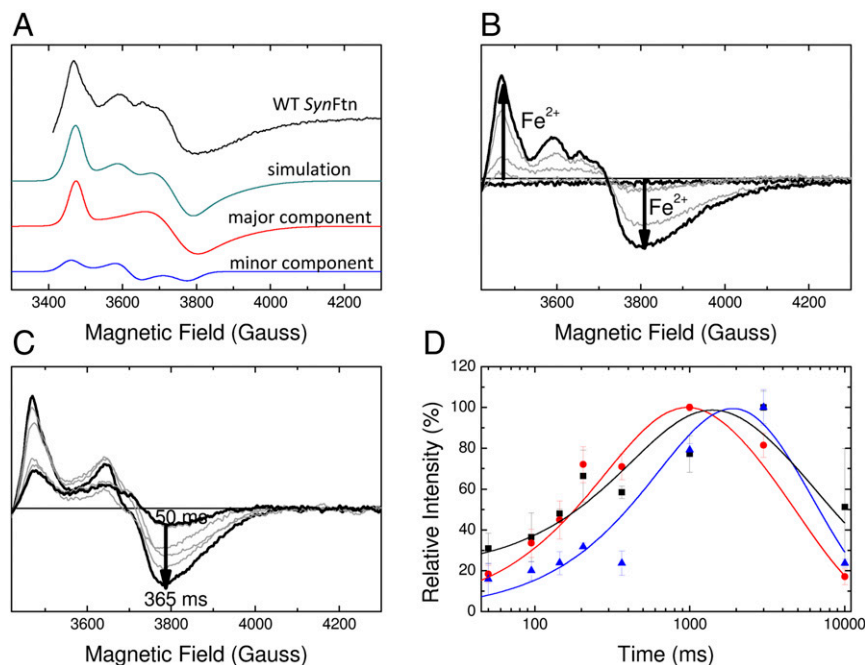 A
WT SynFtn
simulation
major component
minor component
3400 3600 3800 4000 4200
Magnetic Field (Gauss)
B
Fe²⁺
Fe²⁺
3600 3800 4000 4200
Magnetic Field (Gauss)
C
50 ms
365 ms
3600 3800 4000 4200
Magnetic Field (Gauss)
D
120
100
80
60
40
20
0
Relative Intensity (%)
100 1000 10000
Time (ms)